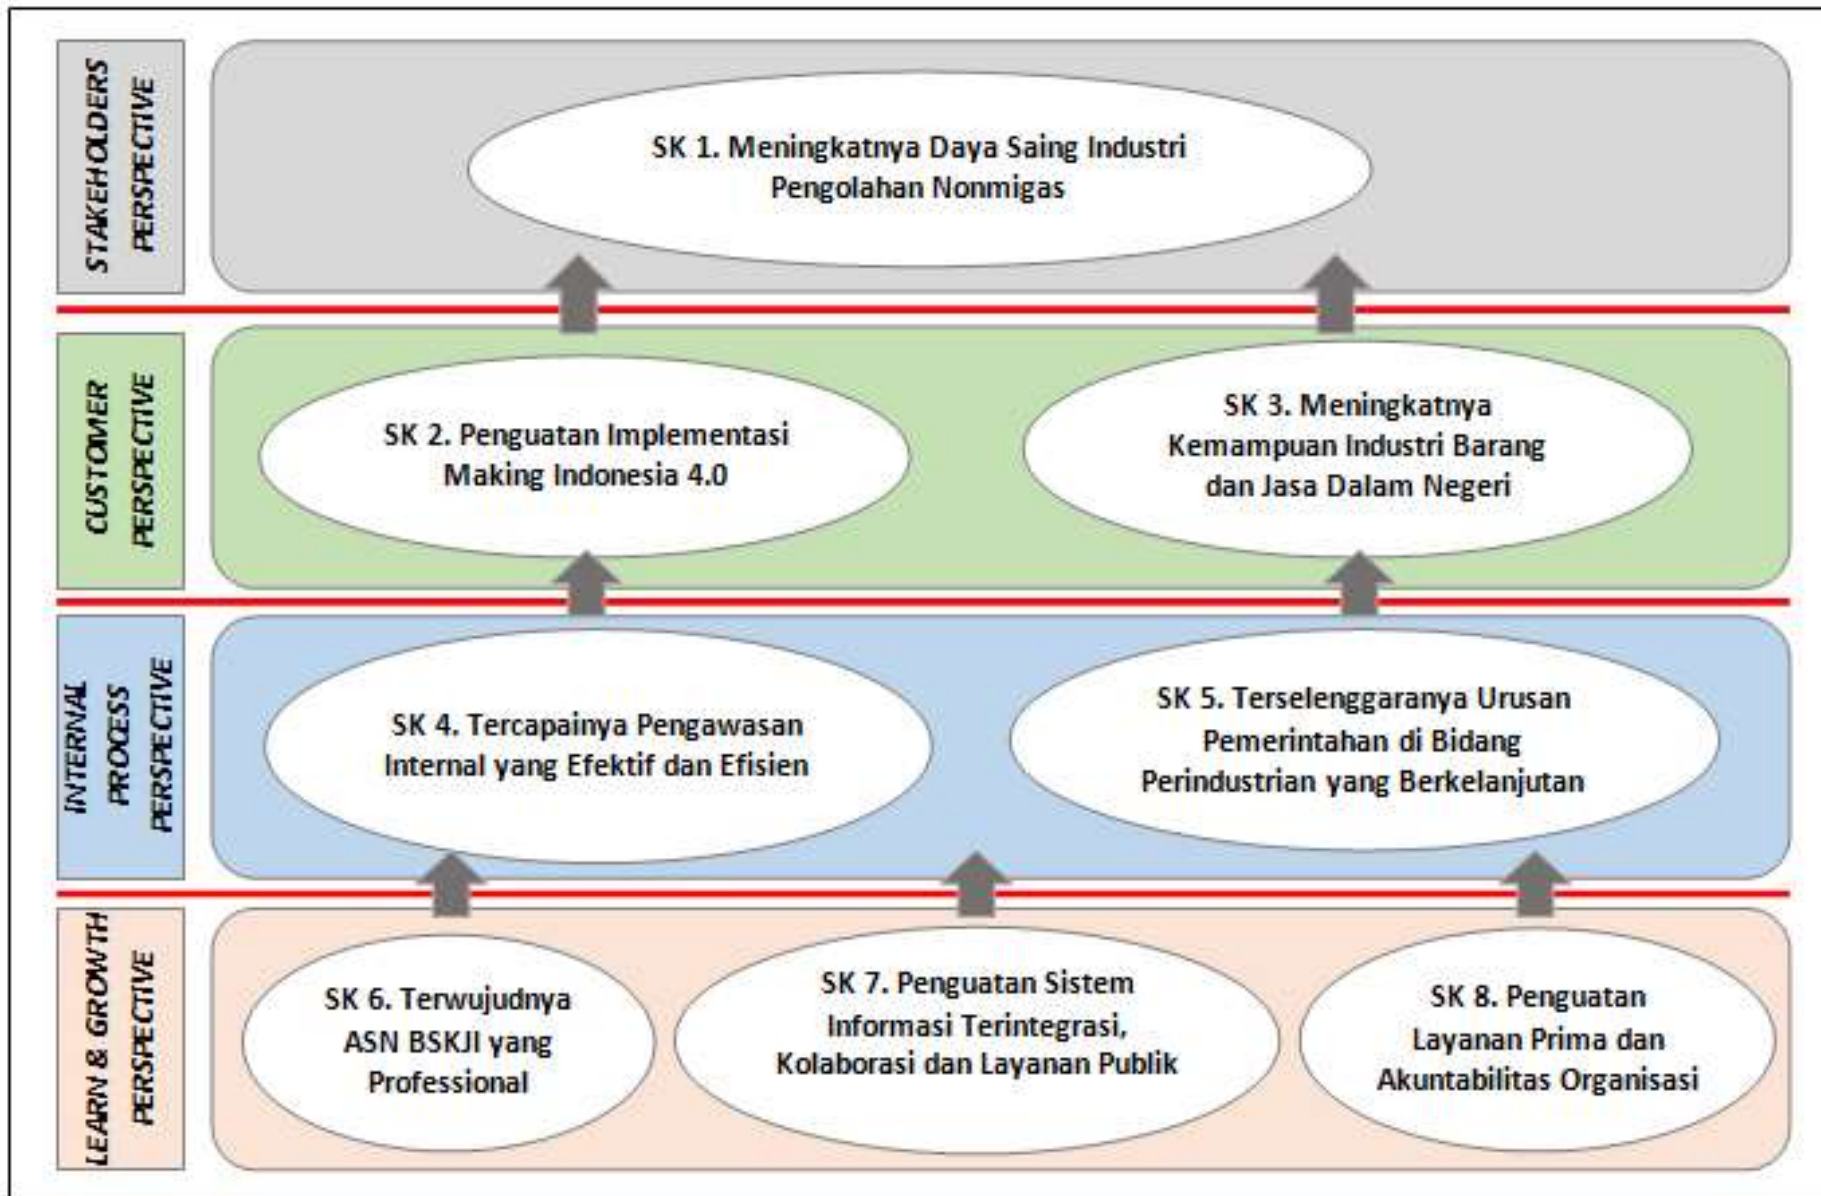 STAKEHOLDERS
PERSPECTIVE
SK 1. Meningkatnya Daya Saing Industri
Pengolahan Nonmigas
CUSTOMER
PERSPECTIVE
SK 2. Penguatan Implementasi
Making Indonesia 4.0
SK 3. Meningkatnya
Kemampuan Industri Barang
dan Jasa Dalam Negeri
INTERNAL
PROCESS
PERSPECTIVE
SK 4. Tercapainya Pengawasan
Internal yang Efektif dan Efisien
SK 5. Terselenggaranya Urusan
Pemerintahan di Bidang
Perindustrian yang Berkelanjutan
LEARN & GROWTH
PERSPECTIVE
SK 6. Terwujudnya
ASN BSKJI yang
Professional
SK 7. Penguatan Sistem
Informasi Terintegrasi,
Kolaborasi dan Layanan Publik
SK 8. Penguatan
Layanan Prima dan
Akuntabilitas Organisasi